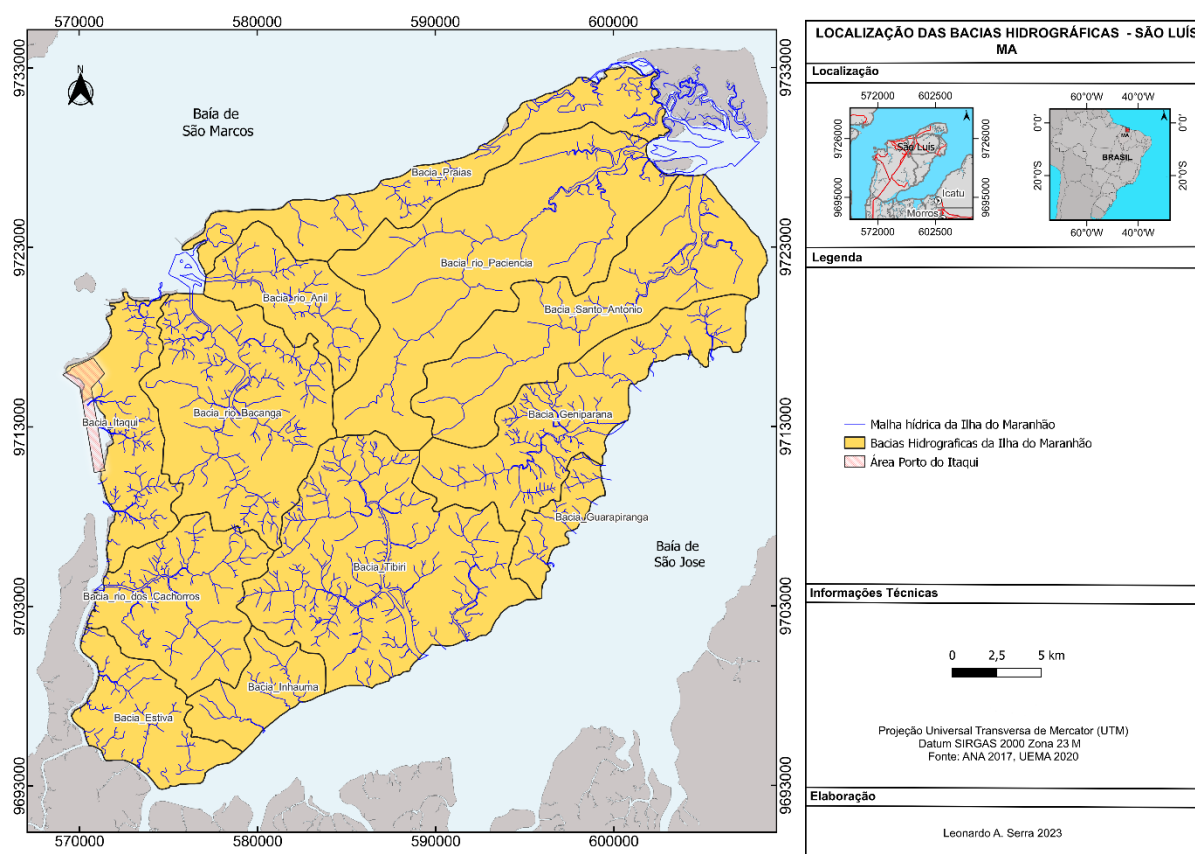 570000 580000 590000 600000
9733000
9723000
9713000
9703000
9693000
N
Baía de
São Marcos
Bacia_Praias
Bacia_rio_Paciencia
Bacia_rio_Anil
Bacia_Santo_Antonio
Bacia_rio_Bacanga
Bacia_Itaqui
Bacia_Geniparana
Bacia_Guarapiranga
Baía de
São Jose
Bacia_Tibiri
Bacia_rio_dos_Cachorros
Bacia_Inhauma
Bacia_Estiva
9733000
9723000
9713000
9703000
9693000
570000 580000 590000 600000
LOCALIZAÇÃO DAS BACIAS HIDROGRÁFICAS - SÃO LUÍS
MA
Localização
572000 602500
9726000
9695000
São Luís
Icatu
Morros
9726000
9695000
572000 602500
60°0'W 40°0'W
0°
20°0'S
MA
BRASIL
0°
20°0'S
60°0'W 40°0'W
Legenda
Malha hídrica da Ilha do Maranhão
Bacias Hidrograficas da Ilha do Maranhão
Área Porto do Itaqui
Informações Técnicas
0 2,5 5 km
Projeção Universal Transversa de Mercator (UTM)
Datum SIRGAS 2000 Zona 23 M
Fonte: ANA 2017, UEMA 2020
Elaboração
Leonardo A. Serra 2023